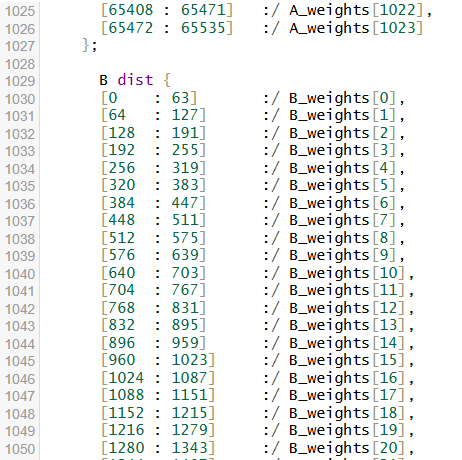 1025 [65408 : 65471] :/ A_weights[1022],
1026 [65472 : 65535] :/ A_weights[1023]
1027 };
1028
1029 B dist {
1030 [0 : 63] :/ B_weights[0],
1031 [64 : 127] :/ B_weights[1],
1032 [128 : 191] :/ B_weights[2],
1033 [192 : 255] :/ B_weights[3],
1034 [256 : 319] :/ B_weights[4],
1035 [320 : 383] :/ B_weights[5],
1036 [384 : 447] :/ B_weights[6],
1037 [448 : 511] :/ B_weights[7],
1038 [512 : 575] :/ B_weights[8],
1039 [576 : 639] :/ B_weights[9],
1040 [640 : 703] :/ B_weights[10],
1041 [704 : 767] :/ B_weights[11],
1042 [768 : 831] :/ B_weights[12],
1043 [832 : 895] :/ B_weights[13],
1044 [896 : 959] :/ B_weights[14],
1045 [960 : 1023] :/ B_weights[15],
1046 [1024 : 1087] :/ B_weights[16],
1047 [1088 : 1151] :/ B_weights[17],
1048 [1152 : 1215] :/ B_weights[18],
1049 [1216 : 1279] :/ B_weights[19],
1050 [1280 : 1343] :/ B_weights[20],